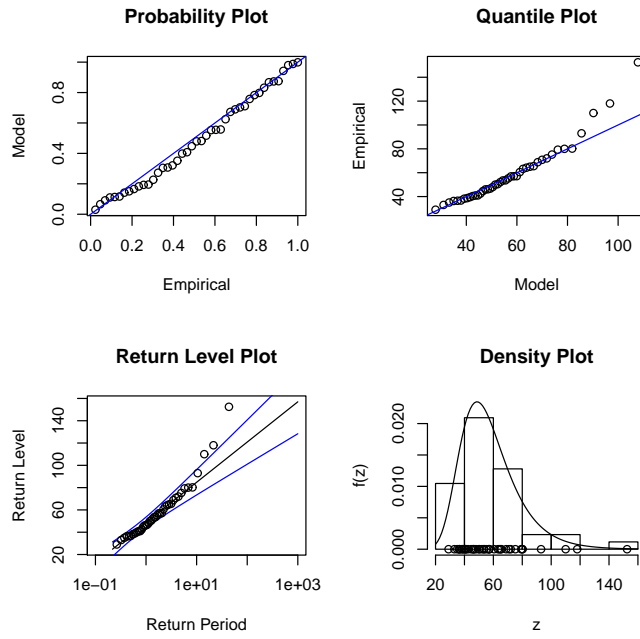 Probability Plot
Model
0.0 0.4 0.8
0.0 0.2 0.4 0.6 0.8 1.0
Empirical
Quantile Plot
Empirical
40 80 120
40 60 80 100
Model
Return Level Plot
Return Level
20 60 100 140
1e−01 1e+01 1e+03
Return Period
Density Plot
f(z)
0.000 0.010 0.020
20 60 100 140
z